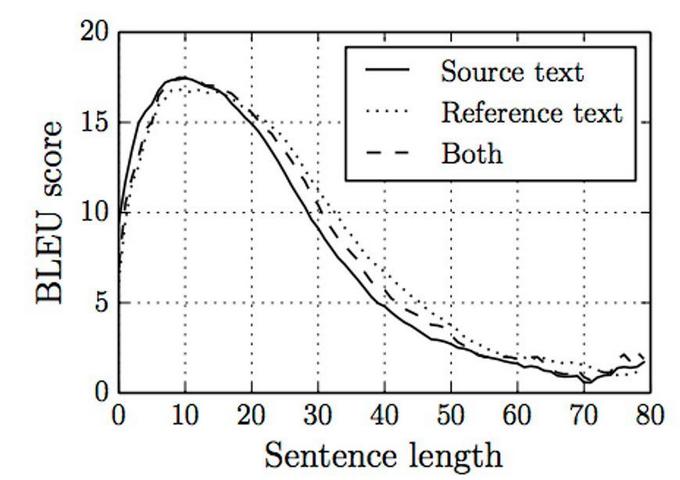 20
15
10
5
0
BLEU score
Source text
Reference text
Both
0 10 20 30 40 50 60 70 80
Sentence length